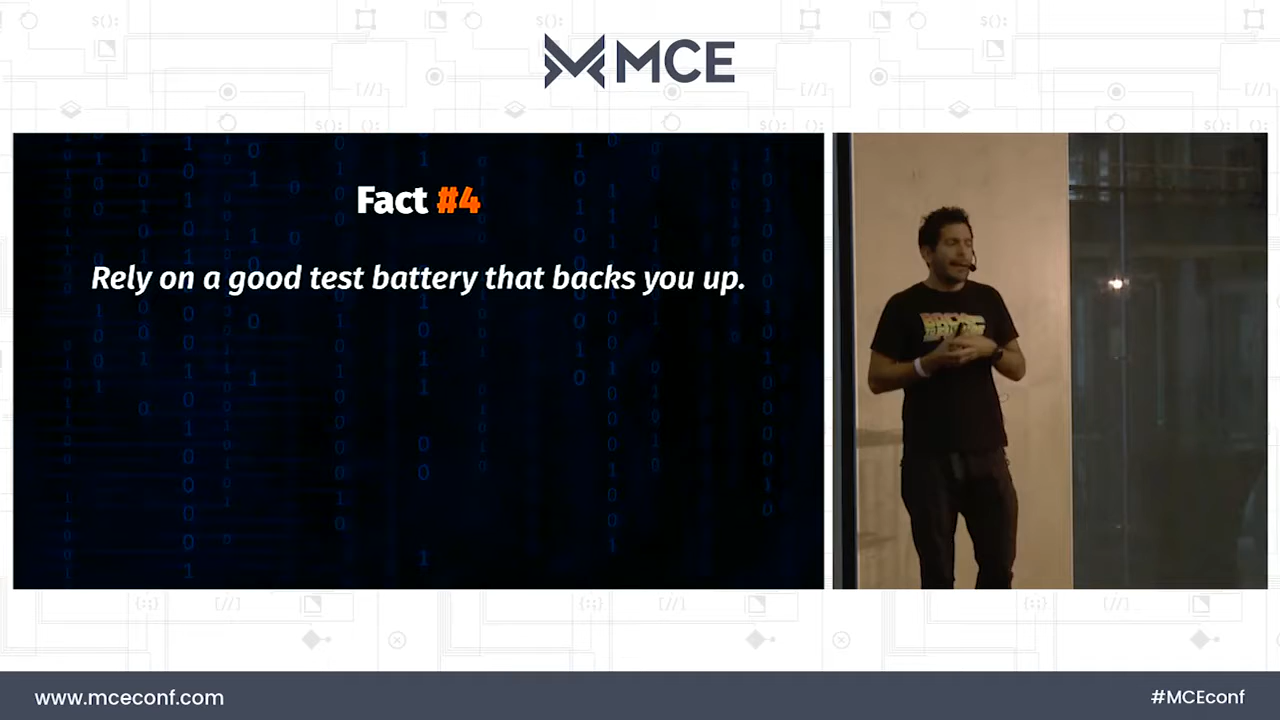 MCE
Fact #4
Rely on a good test battery that backs you up.
www.mceconf.com
#MCEconf